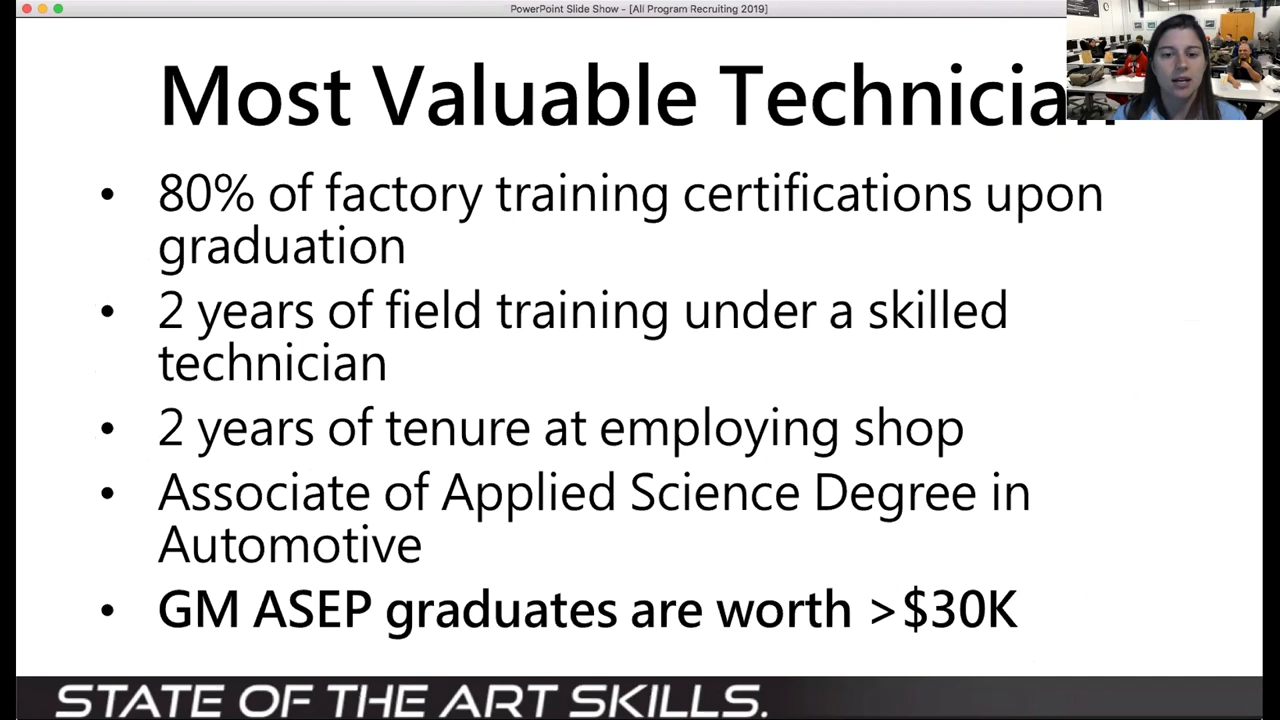 PowerPoint Slide Show - [All Program Recruiting 2019]
Most Valuable Technician
• 80% of factory training certifications upon
graduation
• 2 years of field training under a skilled
technician
• 2 years of tenure at employing shop
• Associate of Applied Science Degree in
Automotive
• GM ASEP graduates are worth >$30K
STATE OF THE ART SKILLS.